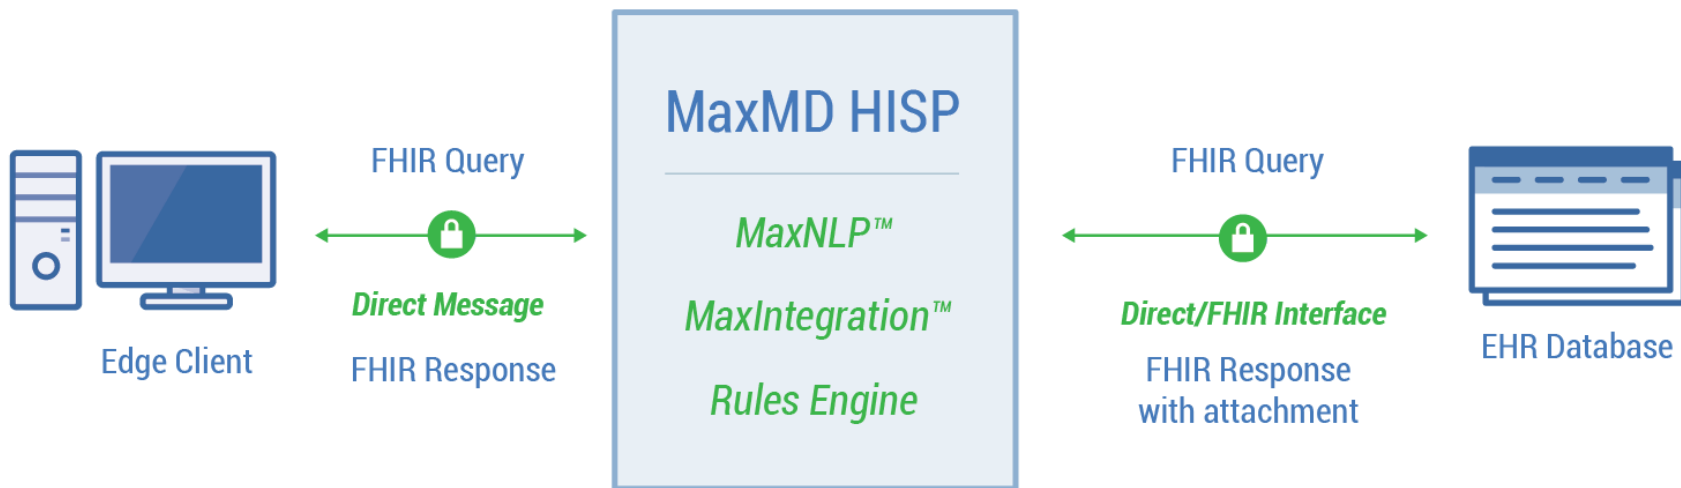 Edge Client
FHIR Query
Direct Message
FHIR Response
MaxMD HISP
MaxNLP™
MaxIntegration™
Rules Engine
FHIR Query
Direct/FHIR Interface
FHIR Response
with attachment
EHR Database